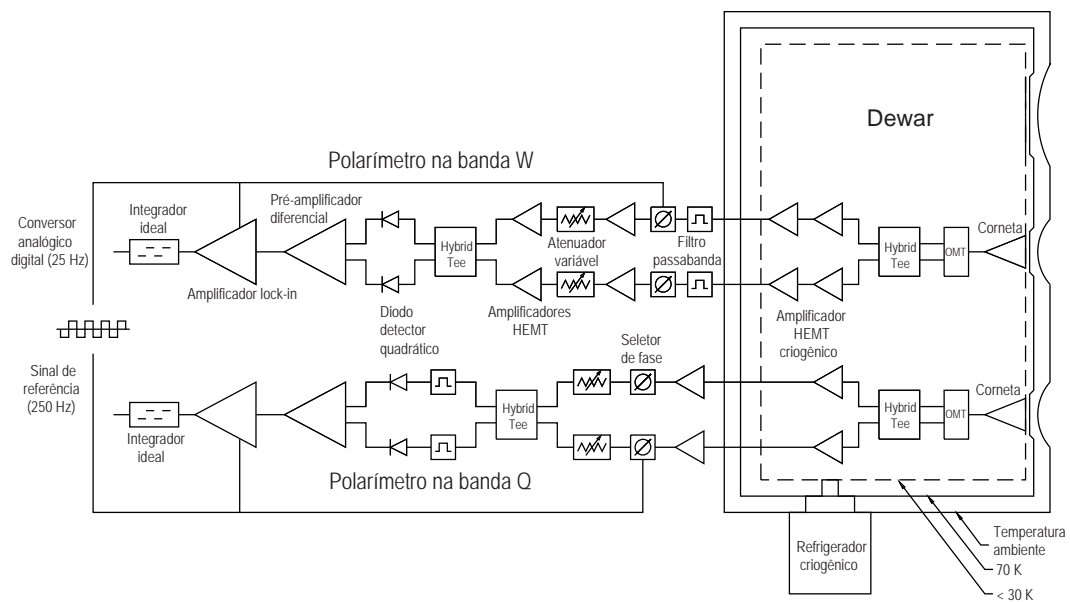 Dewar
Polarímetro na banda W
Conversor
analógico
digital (25 Hz)
Integrador
ideal
Pré-amplificador
diferencial
Amplificador lock-in
Hybrid
Tee
Atenuador
variável
Filtro
passabanda
Hybrid
Tee
OMT
Corneta
Diodo
detector
quadrático
Amplificadores
HEMT
Amplificador
HEMT
criogênico
Sinal de
referência
(250 Hz)
Seletor
de fase
Integrador
ideal
Hybrid
Tee
Hybrid
Tee
OMT
Corneta
Polarímetro na banda Q
Refrigerador
criogênico
Temperatura
ambiente
70 K
< 30 K